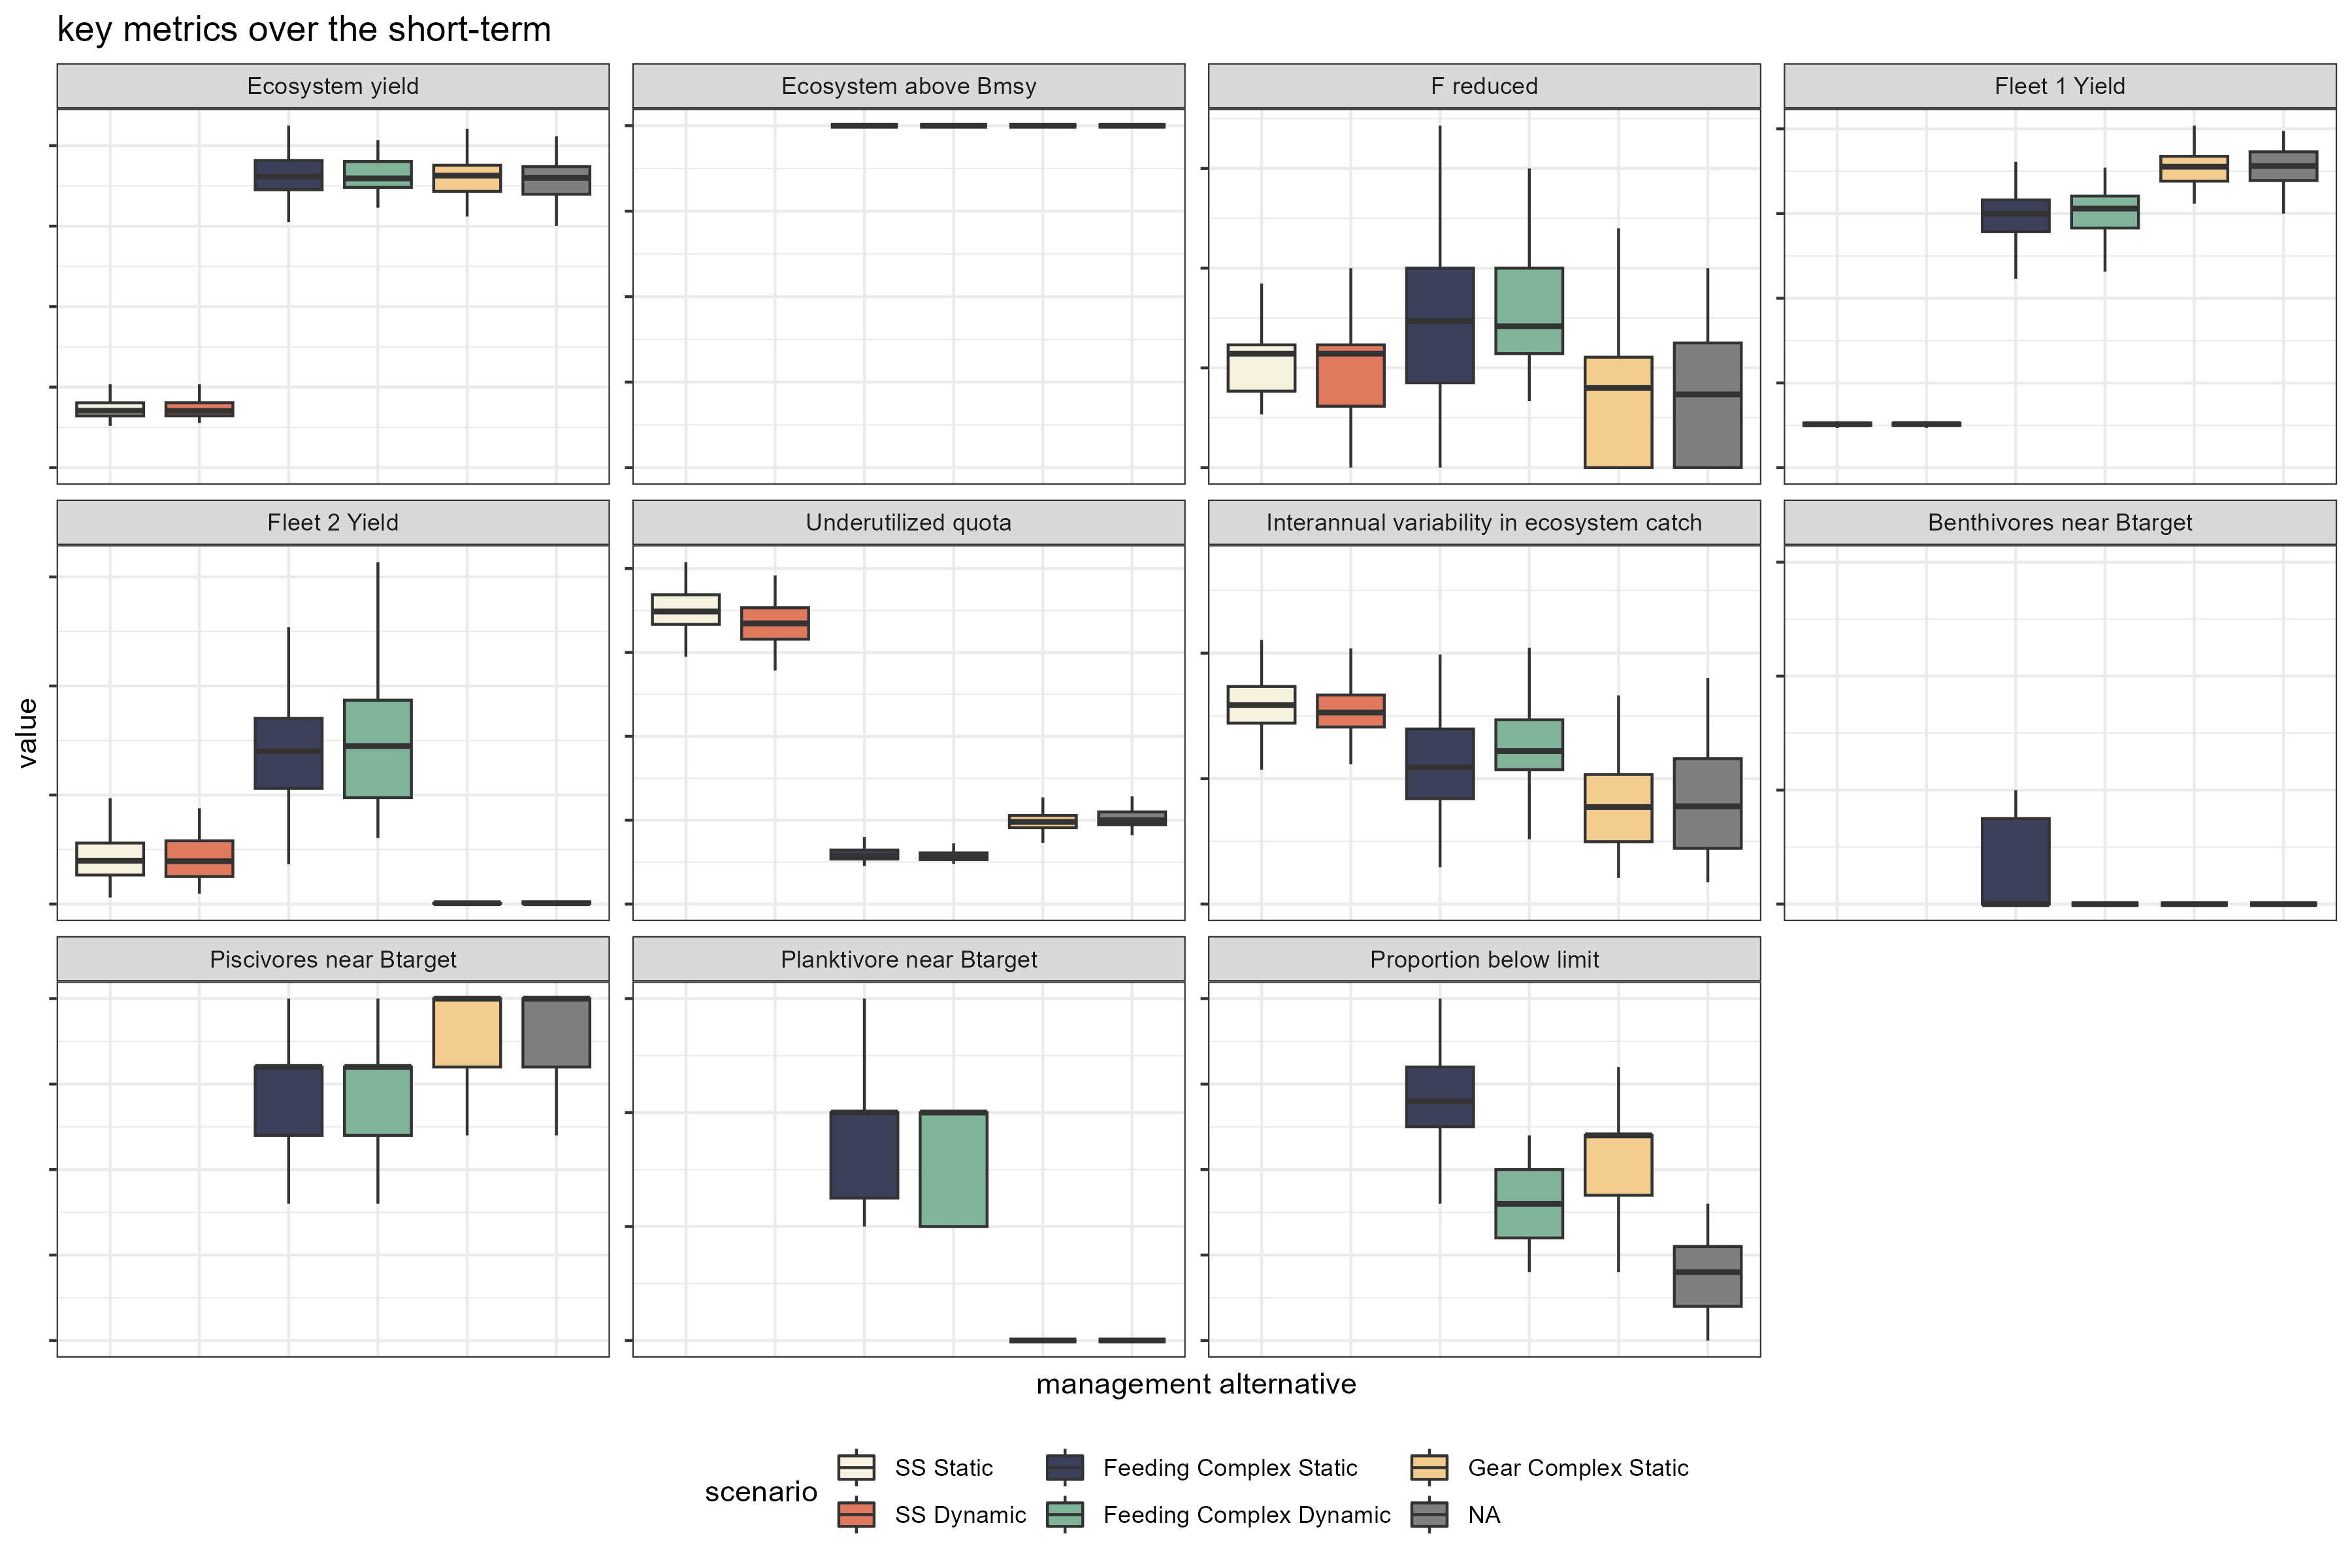 key metrics over the short-term
Ecosystem yield
Ecosystem above Bmsy
F reduced
Fleet 1 Yield
Fleet 2 Yield
Underutilized quota
Interannual variability in ecosystem catch
Benthivores near Btarget
Piscivores near Btarget
Planktivore near Btarget
Proportion below limit
value
management alternative
scenario
SS Static
Feeding Complex Static
Gear Complex Static
SS Dynamic
Feeding Complex Dynamic
NA